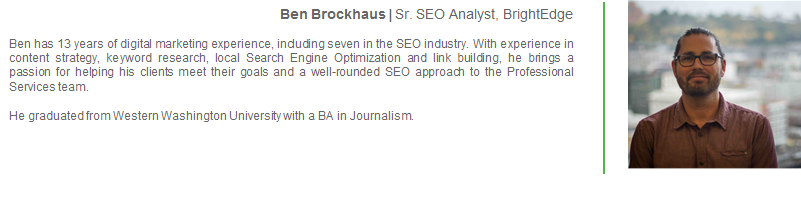 Ben Brockhaus | Sr. SEO Analyst, BrightEdge
Ben has 13 years of digital marketing experience, including seven in the SEO industry. With experience in
content strategy, keyword research, local Search Engine Optimization and link building, he brings a
passion for helping his clients meet their goals and a well-rounded SEO approach to the Professional
Services team.
He graduated from Western Washington University with a BA in Journalism.